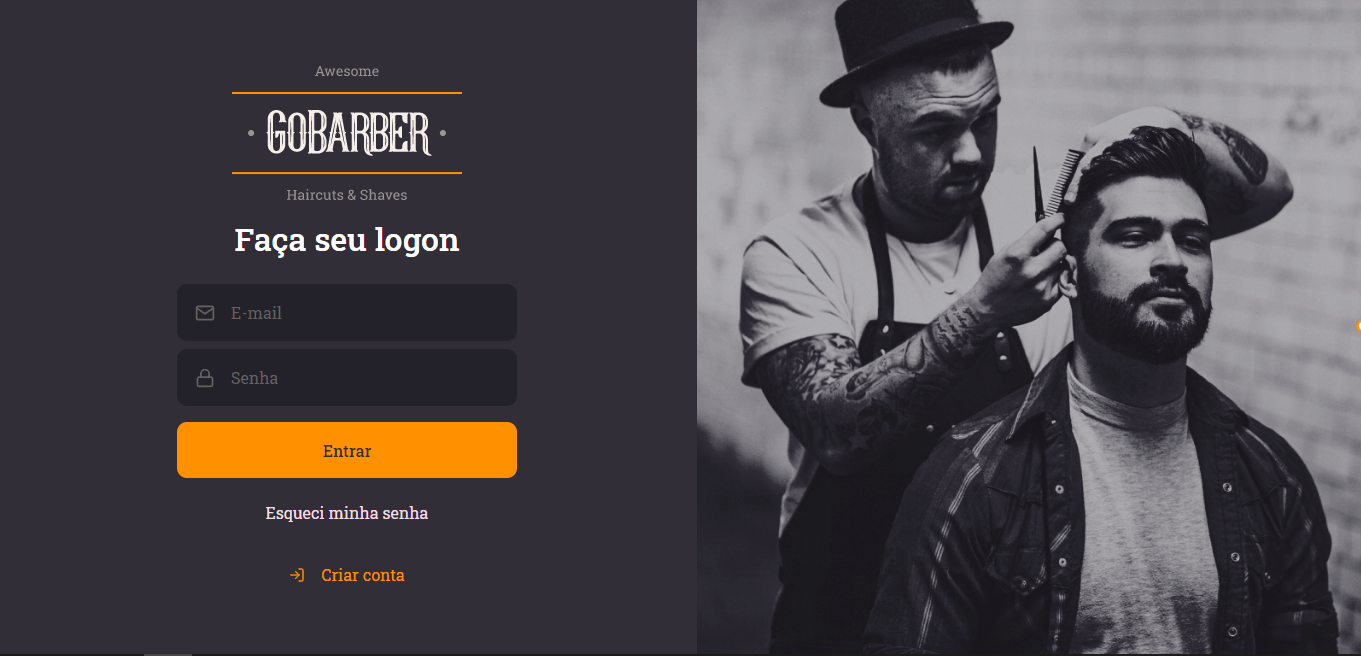 Awesome
GOBARBER
Haircuts & Shaves
Faça seu logon
E-mail
Senha
Entrar
Esqueci minha senha
Criar conta